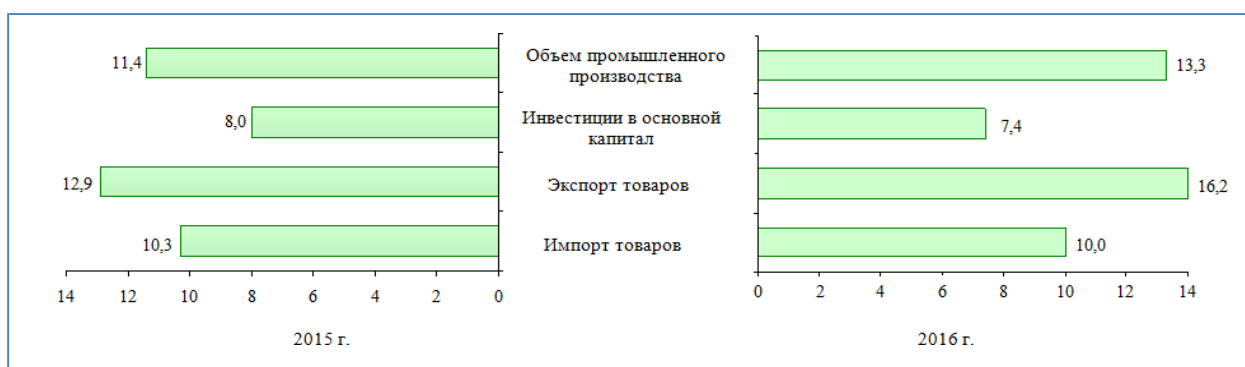 Объем промышленного
производства
11,4
13,3
Инвестиции в основной
капитал
8,0
7,4
12,9
Экспорт товаров
16,2
10,3
Импорт товаров
10,0
14 12 10 8 6 4 2 0
0 2 4 6 8 10 12 14
2015 г.
2016 г.